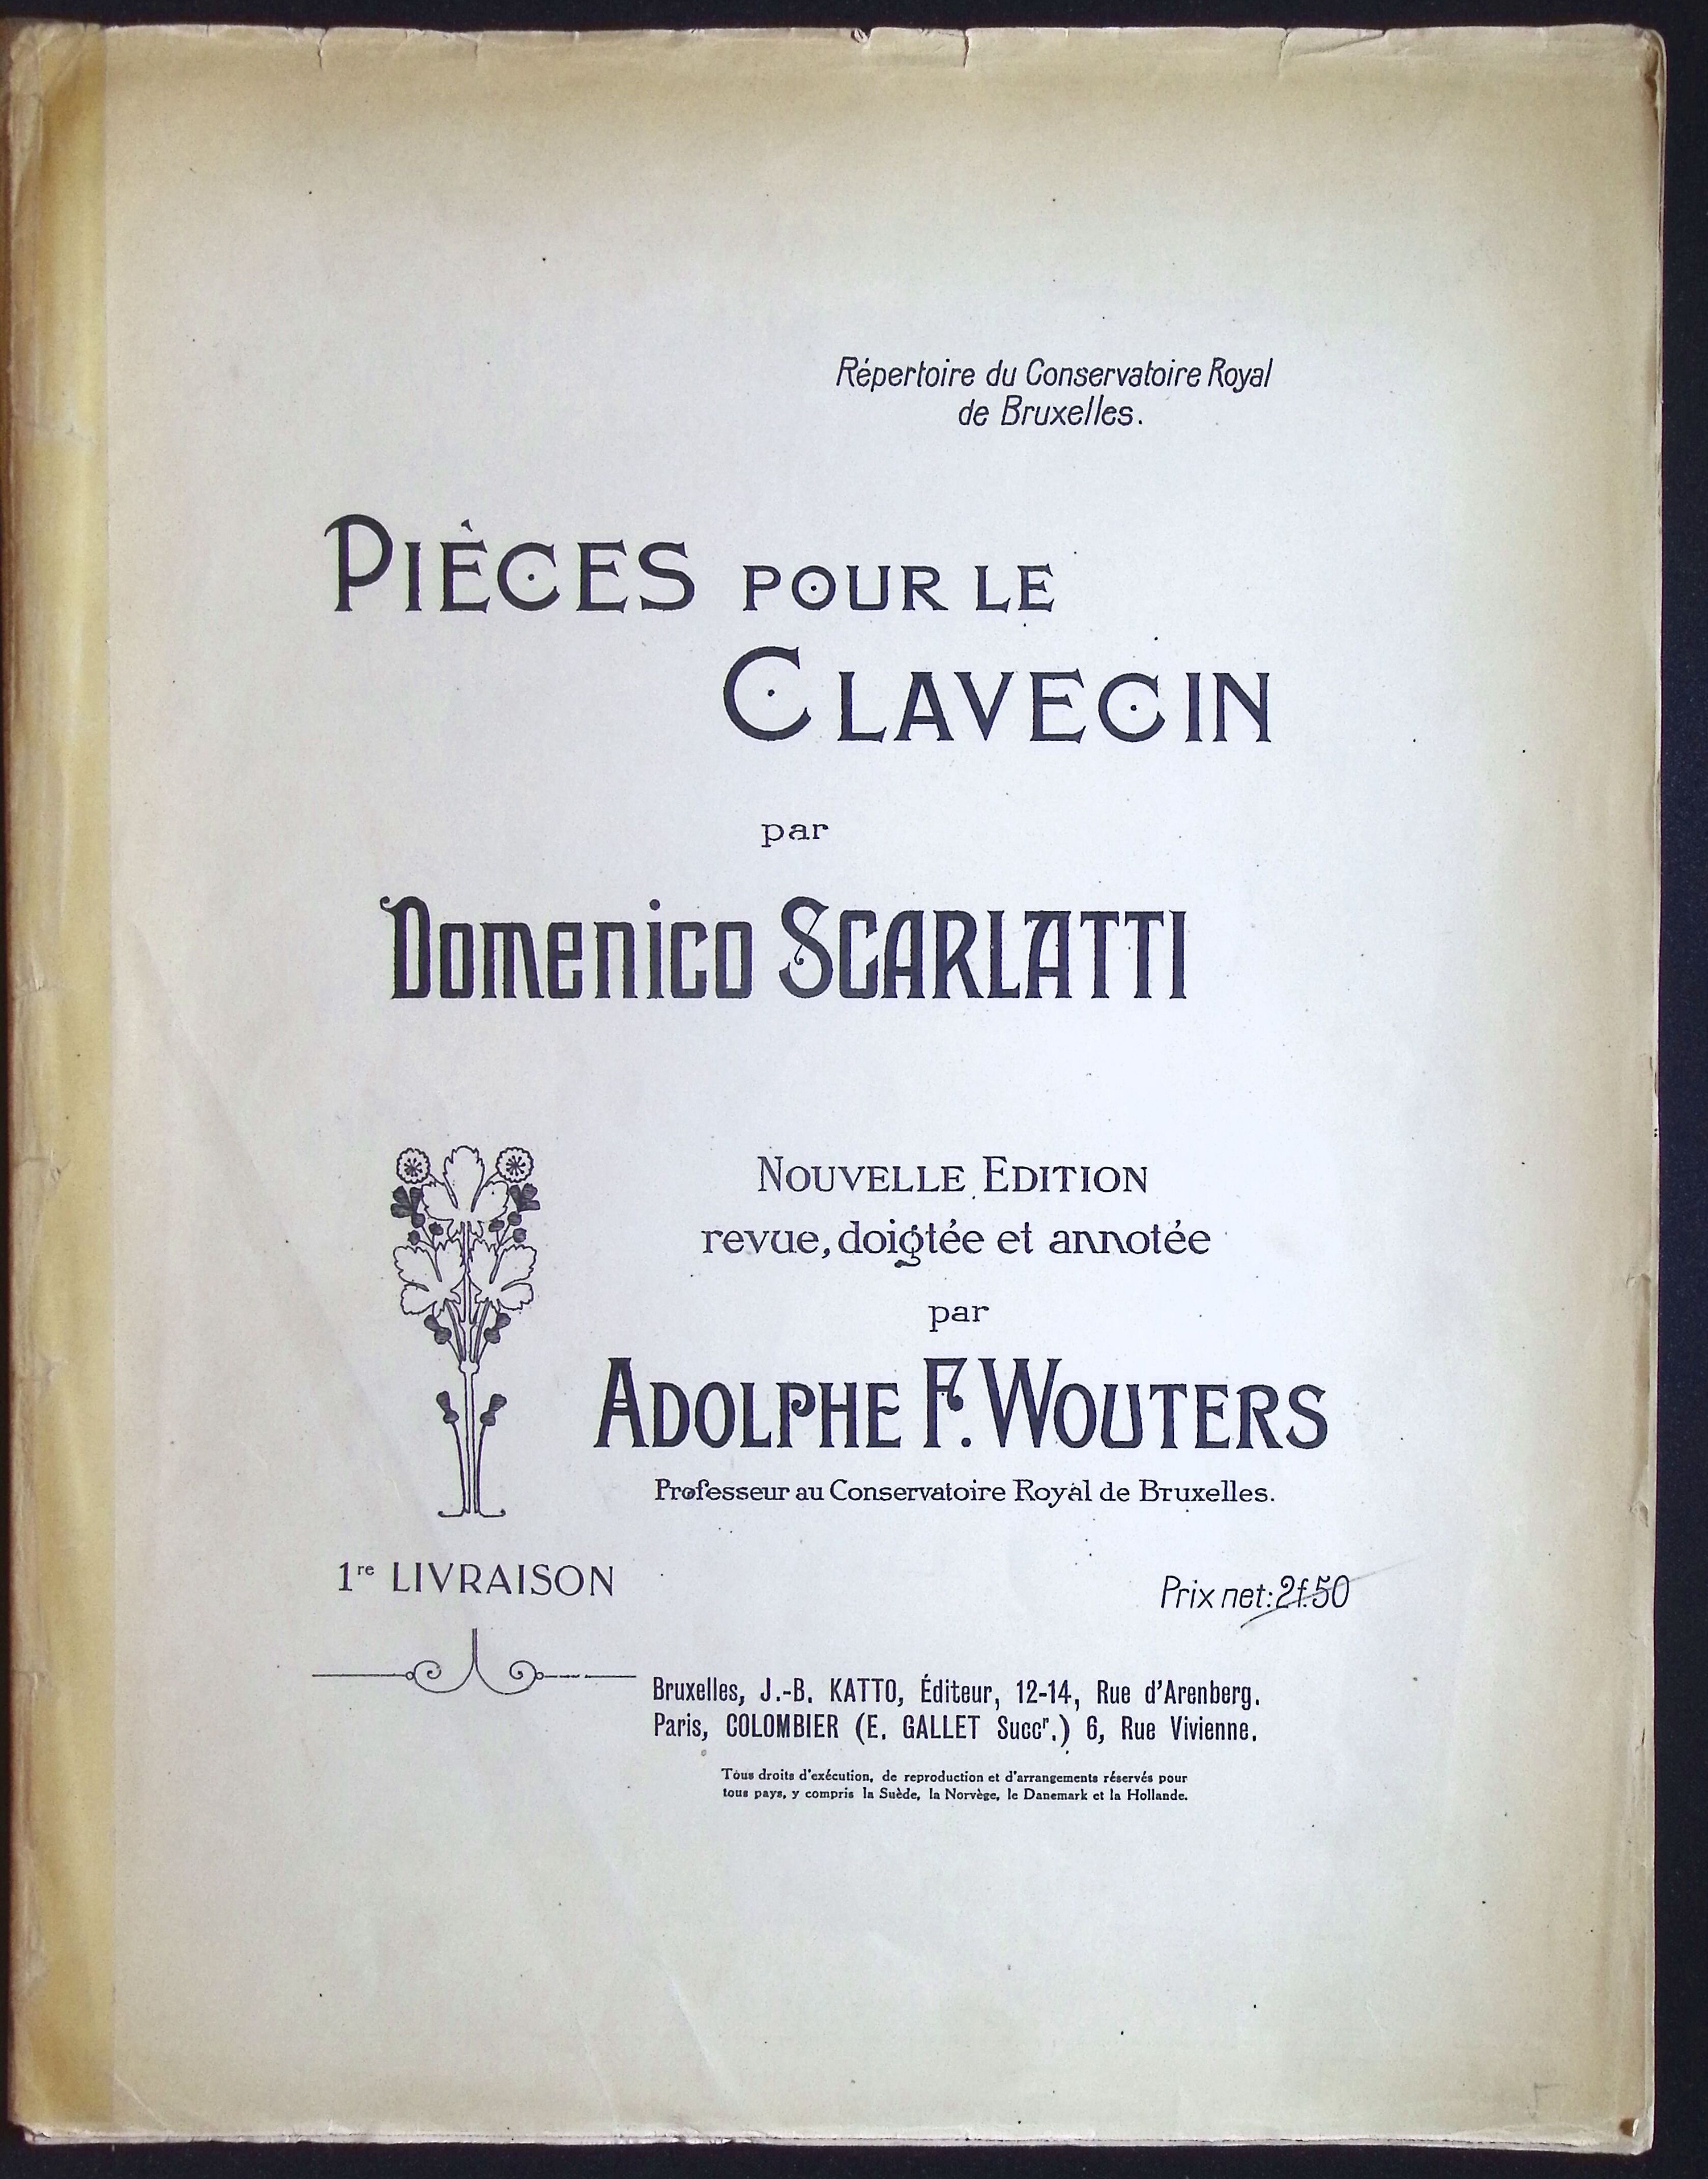 Répertoire du Conservatoire Royal
de Bruxelles.
PIÈCES POUR LE
CLAVECIN
par
Domenico SCARLATTI
NOUVELLE EDITION
revue, doigtée et annotée
par
ADOLPHE F. WOUTERS
Professeur au Conservatoire Royal de Bruxelles.
1re LIVRAISON
Prix net: 2f.50
Bruxelles, J.-B. KATTO, Éditeur, 12-14, Rue d'Arenberg.
Paris, COLOMBIER (E. GALLET Succr.) 6, Rue Vivienne.
Tous droits d'exécution, de reproduction et d'arrangements réservés pour
tous pays, y compris la Suède, la Norvège, le Danemark et la Hollande.